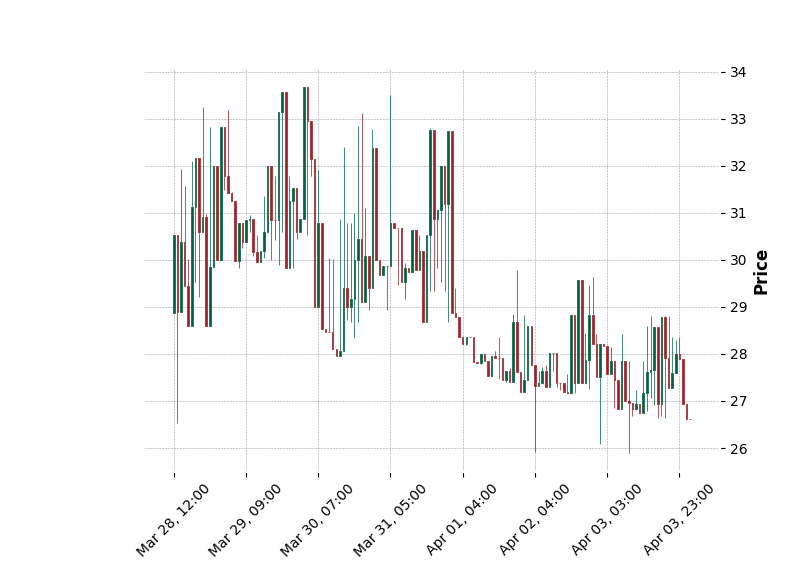 34
33
32
31
30
29
28
27
26
Price
Mar 28, 12:00
Mar 29, 09:00
Mar 30, 07:00
Mar 31, 05:00
Apr 01, 04:00
Apr 02, 04:00
Apr 03, 03:00
Apr 03, 23:00